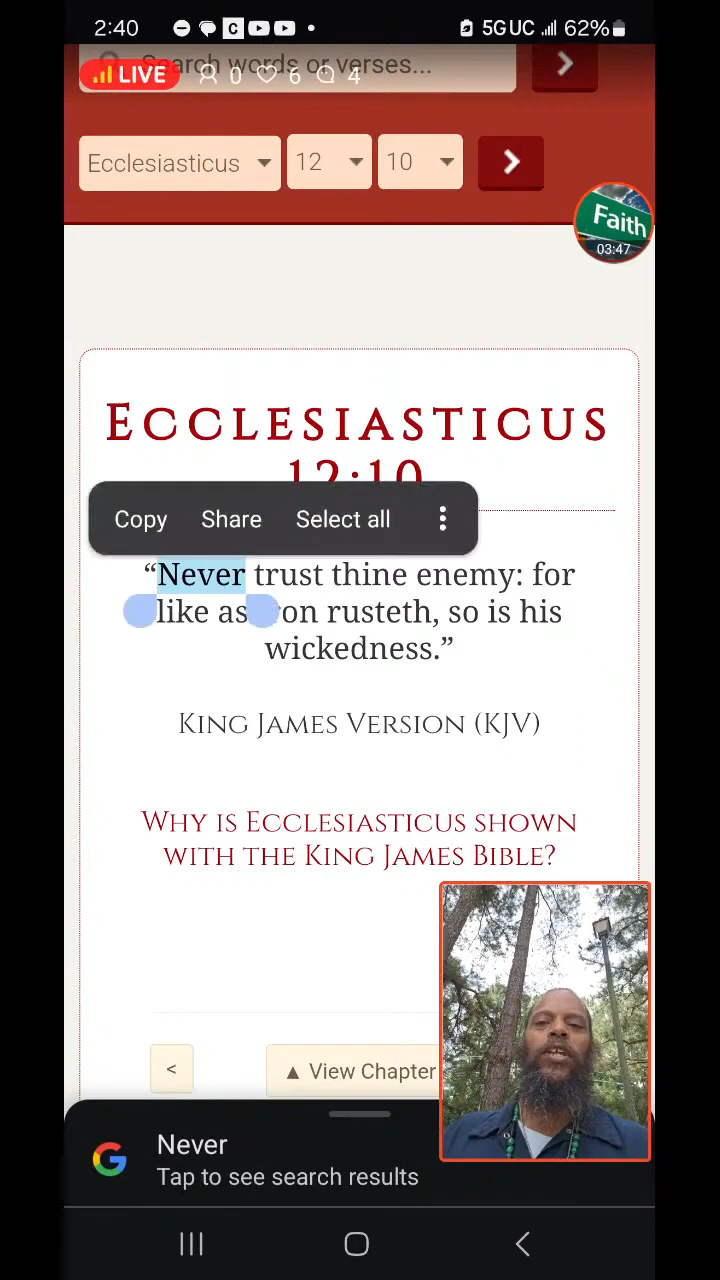 2:40 C 5G UC 62%
Search words or verses...
LIVE 0 6 4
Ecclesiasticus 12 10
Faith
03:47
Ecclesiasticus
12:10
Copy Share Select all
“Never trust thine enemy: for
like as ron rusteth, so is his
wickedness.”
King James Version (KJV)
Why is Ecclesiasticus shown
with the King James Bible?
< ▲ View Chapter
G Never
Tap to see search results